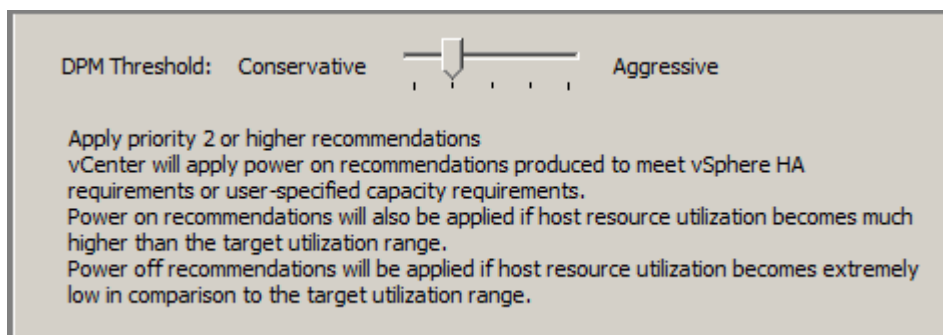 DPM Threshold: Conservative Aggressive
Apply priority 2 or higher recommendations
vCenter will apply power on recommendations produced to meet vSphere HA
requirements or user-specified capacity requirements.
Power on recommendations will also be applied if host resource utilization becomes much
higher than the target utilization range.
Power off recommendations will be applied if host resource utilization becomes extremely
low in comparison to the target utilization range.